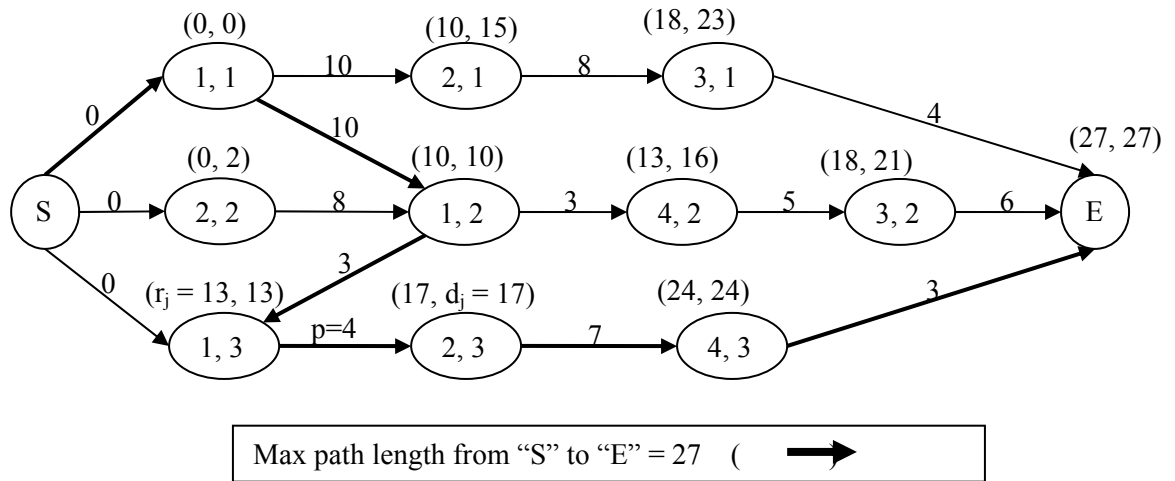 (0, 0) (10, 15) (18, 23)
1, 1 10 2, 1 8 3, 1
0 10 4
(0, 2) (10, 10) (13, 16) (18, 21) (27, 27)
S 0 2, 2 8 1, 2 3 4, 2 5 3, 2 6 E
0 3
(rj = 13, 13) (17, dj = 17) (24, 24) 3
1, 3 p=4 2, 3 7 4, 3
Max path length from “S” to “E” = 27 ( )